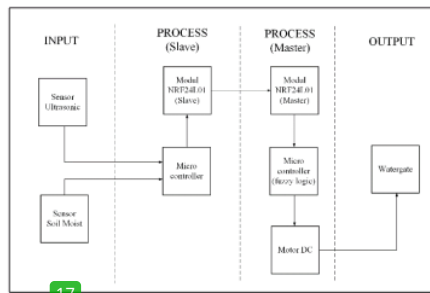 INPUT
PROCESS
(Slave)
PROCESS
(Master)
OUTPUT
Sensor
Ultrasonic
Sensor
Soil Moist
Modul
NRF24L01
(Slave)
Micro
controller
Modul
NRF24L01
(Master)
Micro
controller
(fuzzy logic)
Motor DC
Watergate
17